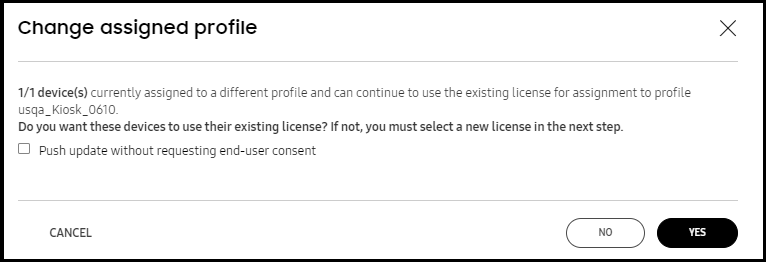 Change assigned profile
1/1 device(s) currently assigned to a different profile and can continue to use the existing license for assignment to profile
usqa_Kiosk_0610.
Do you want these devices to use their existing license? If not, you must select a new license in the next step.
Push update without requesting end-user consent
CANCEL
NO
YES